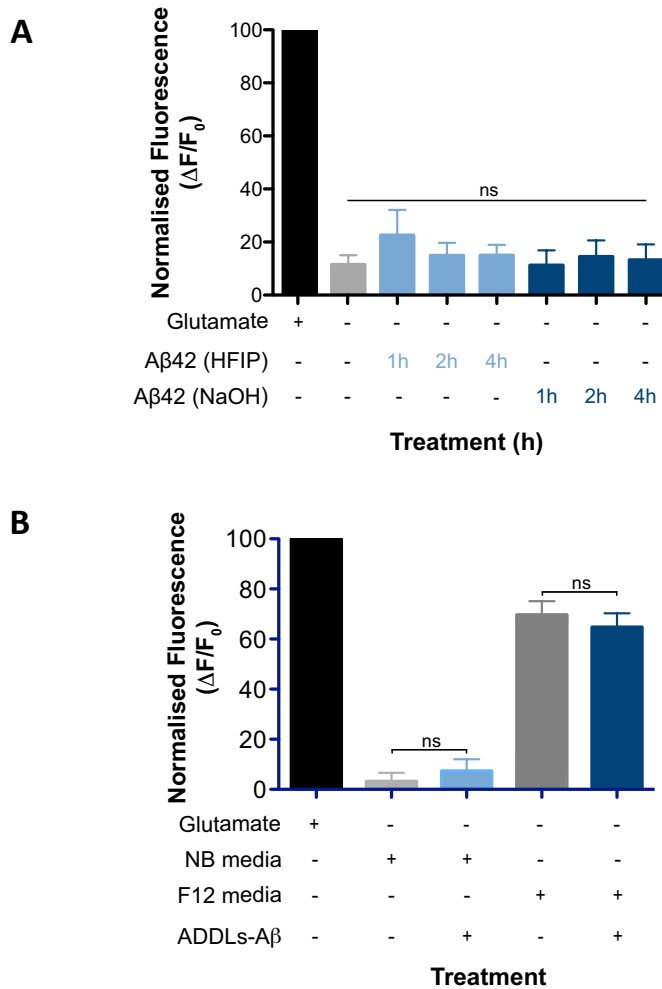 A
Normalised Fluorescence
(ΔF/F0)
100
80
60
40
20
0
ns
Glutamate + - - - - - - -
Aβ42 (HFIP) - - 1h 2h 4h - - -
Aβ42 (NaOH) - - - - - 1h 2h 4h
Treatment (h)
B
Normalised Fluorescence
(ΔF/F0)
100
80
60
40
20
0
ns
ns
Glutamate + - - - -
NB media - + + - -
F12 media - - - + +
ADDLs-Aβ - - + - +
Treatment